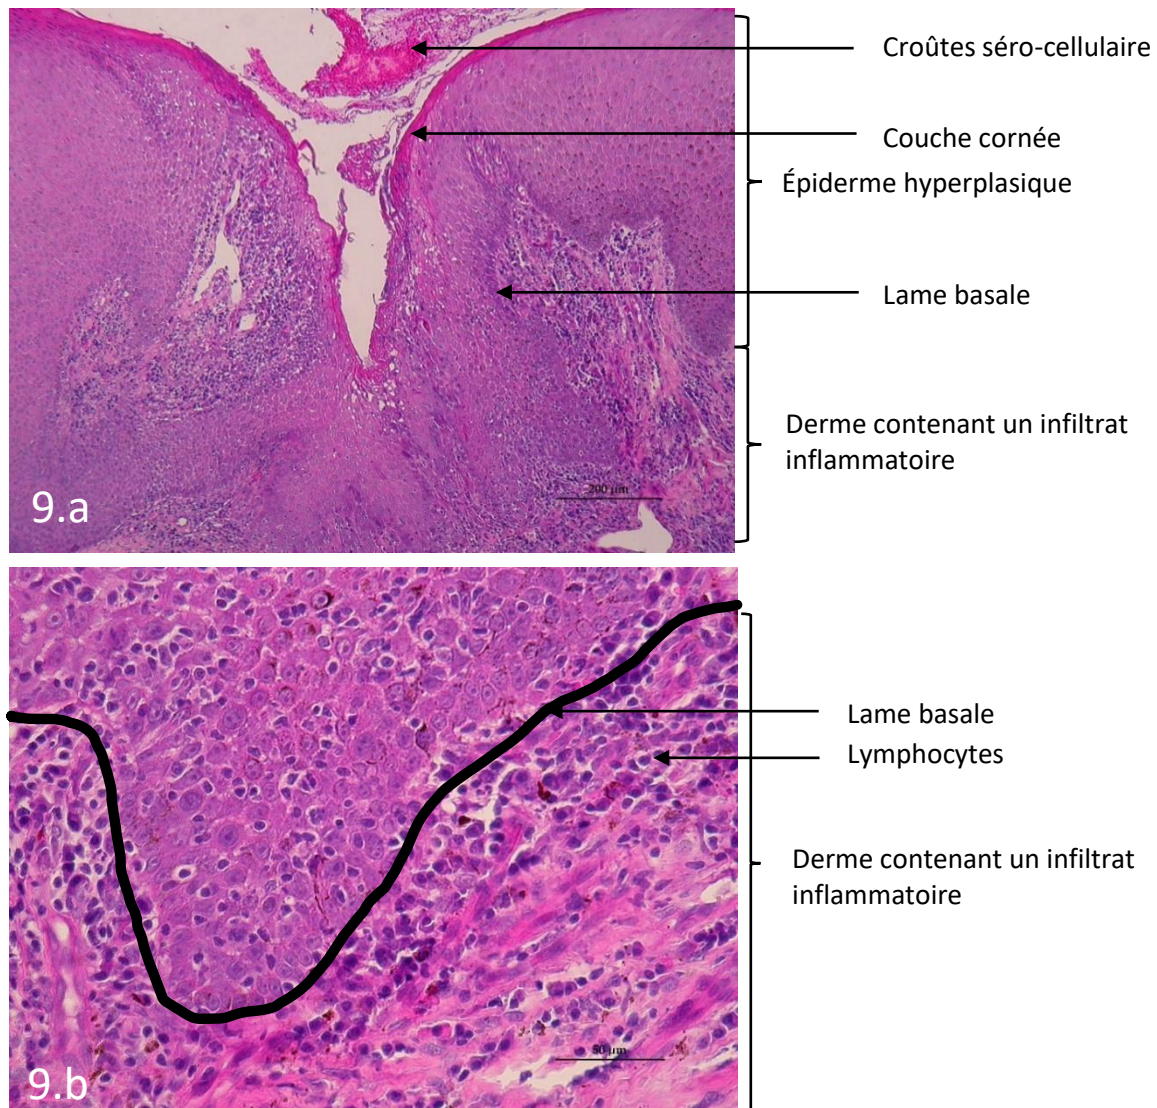 Croûtes séro-cellulaire
Couche cornée
Épiderme hyperplasique
Lame basale
Derme contenant un infiltrat
inflammatoire
200 µm
9.a
Lame basale
Lymphocytes
Derme contenant un infiltrat
inflammatoire
50 µm
9.b